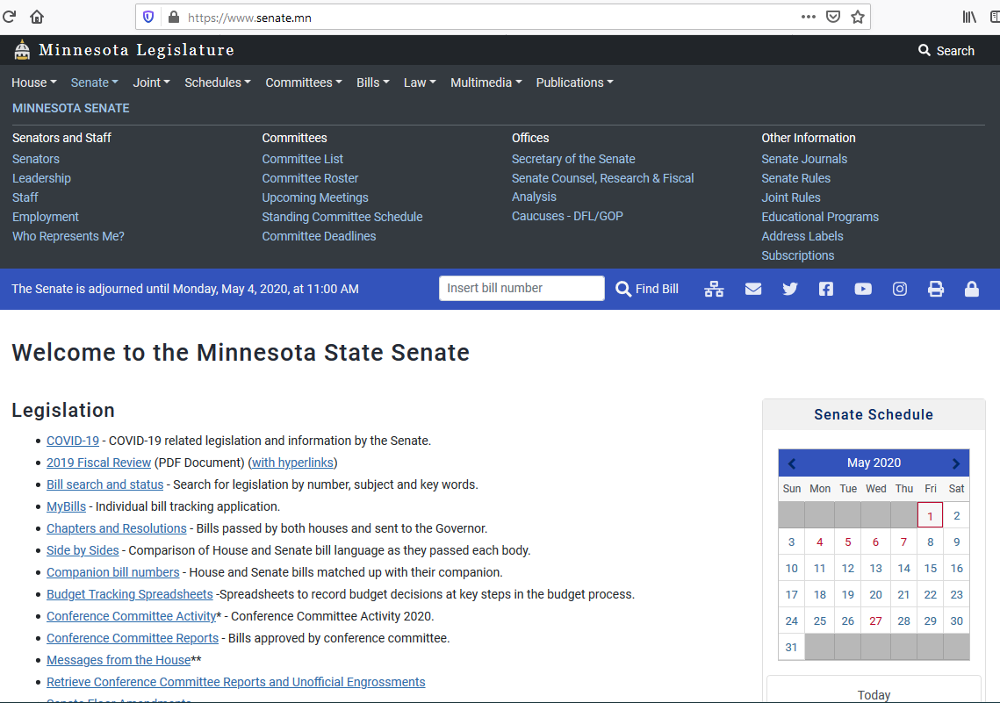 https://www.senate.mn
Minnesota Legislature
Search
House Senate Joint Schedules Committees Bills Law Multimedia Publications
MINNESOTA SENATE
Senators and Staff
Senators
Leadership
Staff
Employment
Who Represents Me?
Committees
Committee List
Committee Roster
Upcoming Meetings
Standing Committee Schedule
Committee Deadlines
Offices
Secretary of the Senate
Senate Counsel, Research & Fiscal
Analysis
Caucuses - DFL/GOP
Other Information
Senate Journals
Senate Rules
Joint Rules
Educational Programs
Address Labels
Subscriptions
The Senate is adjourned until Monday, May 4, 2020, at 11:00 AM
Insert bill number
Find Bill
Welcome to the Minnesota State Senate
Legislation
COVID-19 - COVID-19 related legislation and information by the Senate.
2019 Fiscal Review (PDF Document) (with hyperlinks)
Bill search and status - Search for legislation by number, subject and key words.
MyBills - Individual bill tracking application.
Chapters and Resolutions - Bills passed by both houses and sent to the Governor.
Side by Sides - Comparison of House and Senate bill language as they passed each body.
Companion bill numbers - House and Senate bills matched up with their companion.
Budget Tracking Spreadsheets -Spreadsheets to record budget decisions at key steps in the budget process.
Conference Committee Activity* - Conference Committee Activity 2020.
Conference Committee Reports - Bills approved by conference committee.
Messages from the House**
Retrieve Conference Committee Reports and Unofficial Engrossments
Senate Floor Amendments
Senate Schedule
May 2020
Sun Mon Tue Wed Thu Fri Sat
1 2
3 4 5 6 7 8 9
10 11 12 13 14 15 16
17 18 19 20 21 22 23
24 25 26 27 28 29 30
31
Today